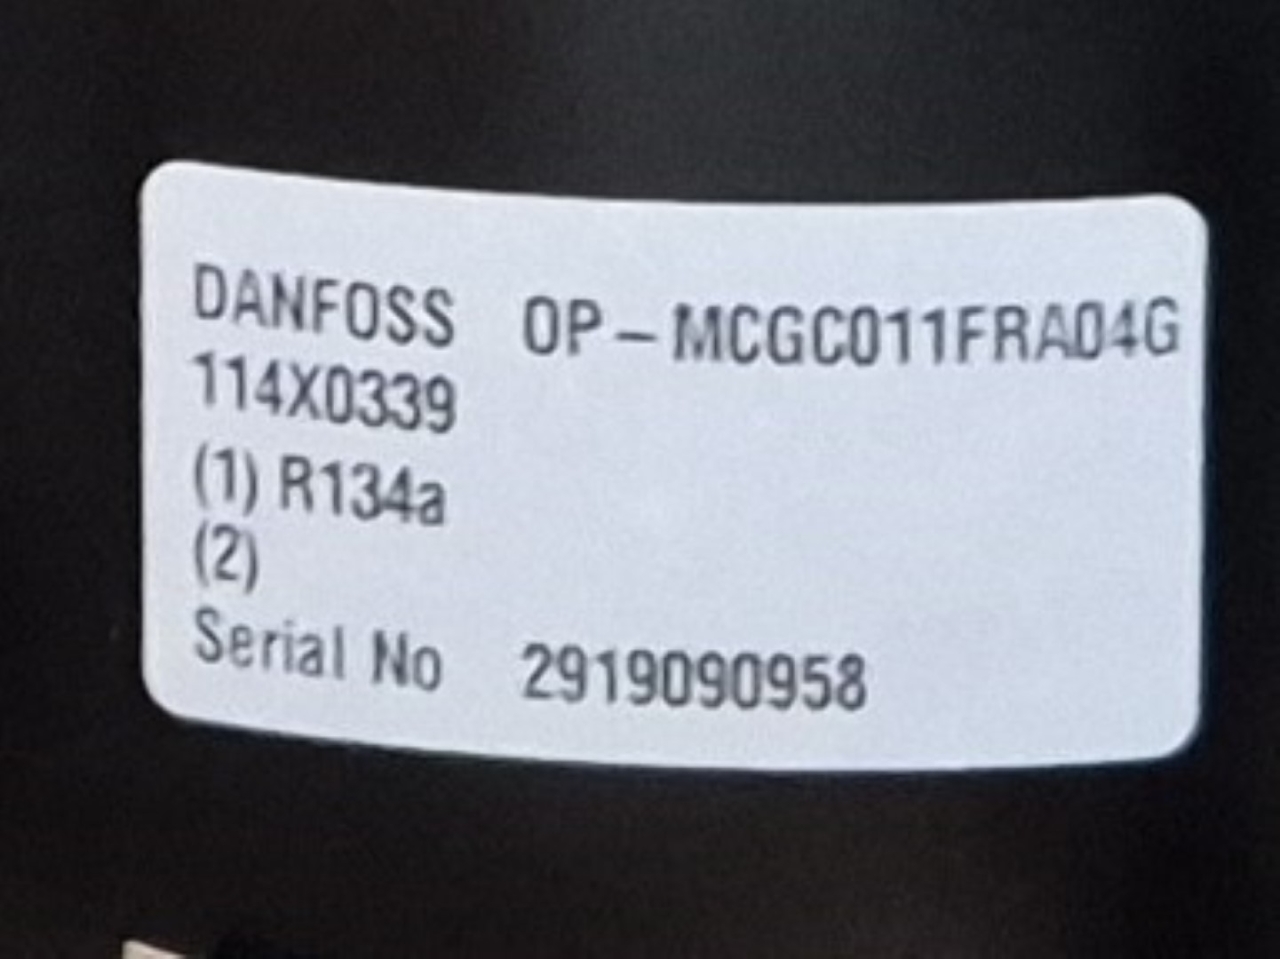 DANFOSS OP-MCGC011FRA04G
114X0339
(1) R134a
(2)
Serial No 2919090958